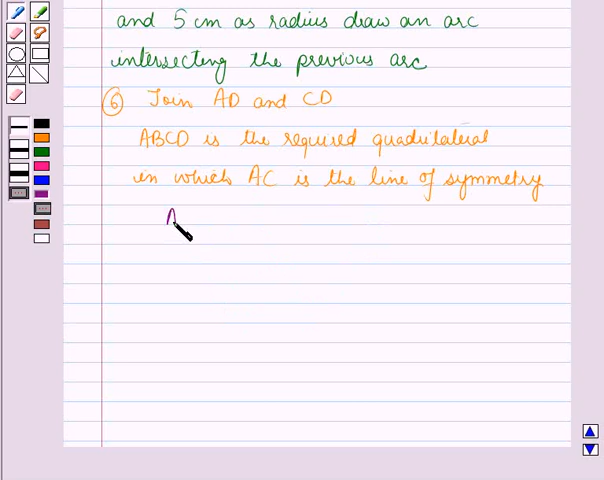 and 5 cm as radius draw an arc
intersecting the previous arc
⑥ Join AD and CD
ABCD is the required quadrilateral
in which AC is the line of symmetry